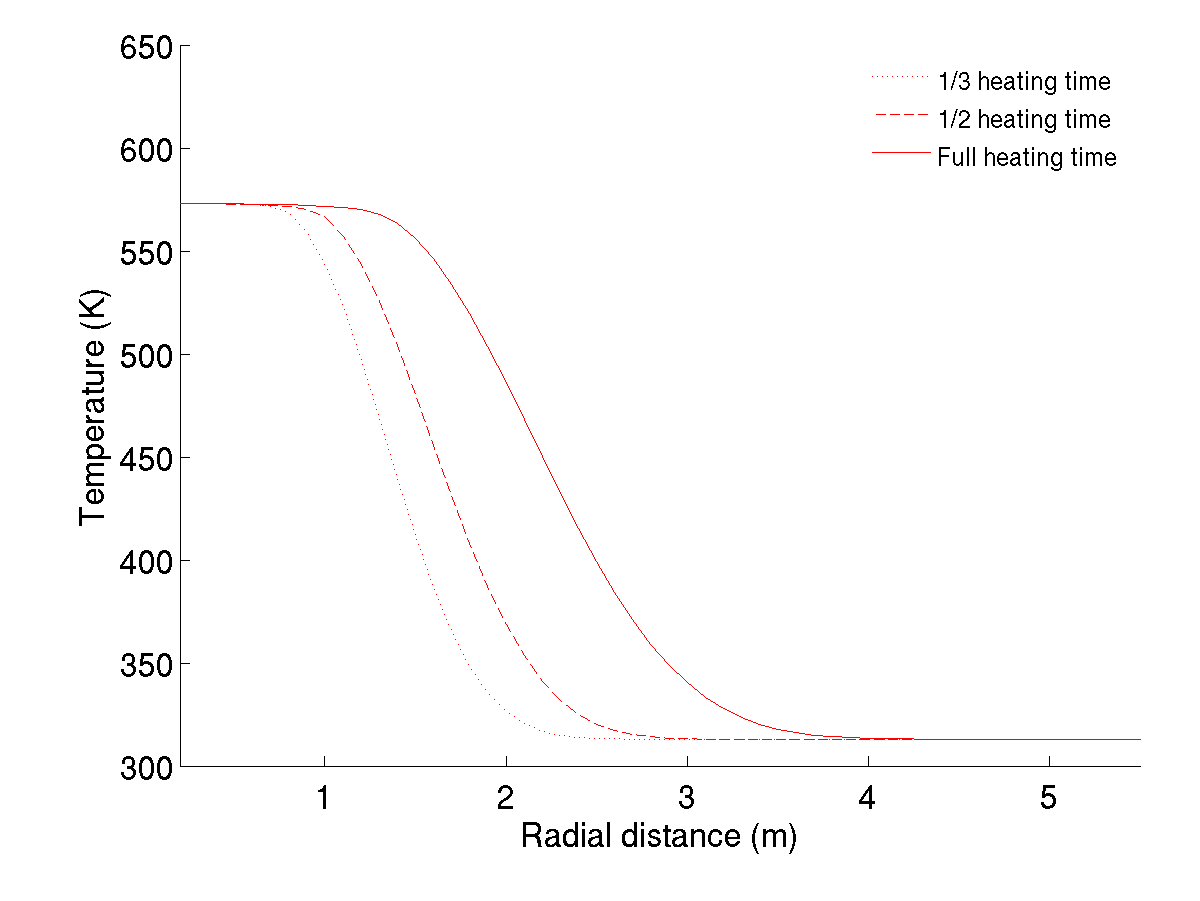 650
600
550
500
450
400
350
300
Temperature (K)
1/3 heating time
1/2 heating time
Full heating time
1 2 3 4 5
Radial distance (m)